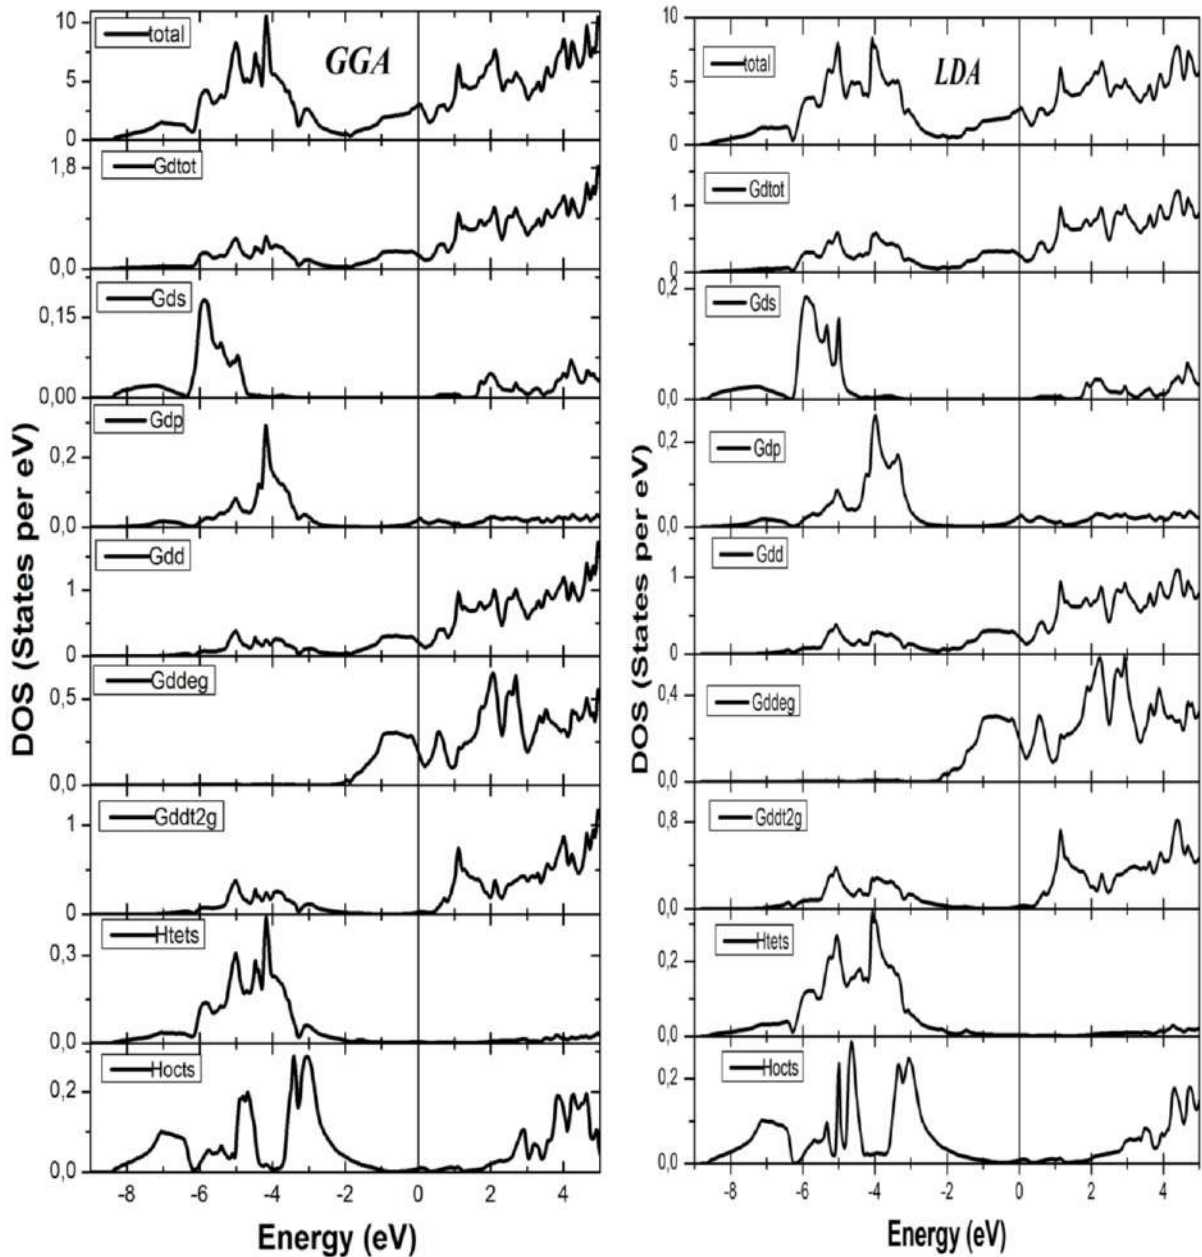 total
GGA
10
5
0
Gdtot
1,8
0,0
Gds
0,15
0,00
Gdp
0,2
0,0
Gdd
1
0
Gddeg
0,5
0,0
Gddt2g
1
0
Htets
0,3
0,0
Hocts
0,2
0,0
-8 -6 -4 -2 0 2 4
Energy (eV)
DOS (States per eV)
total
LDA
10
5
0
Gdtot
1
0
Gds
0,2
0,0
Gdp
0,2
0,0
Gdd
1
0
Gddeg
0,4
0,0
Gddt2g
0,8
0,0
Htets
0,2
0,0
Hocts
0,2
0,0
-8 -6 -4 -2 0 2 4
Energy (eV)
DOS (States per eV)